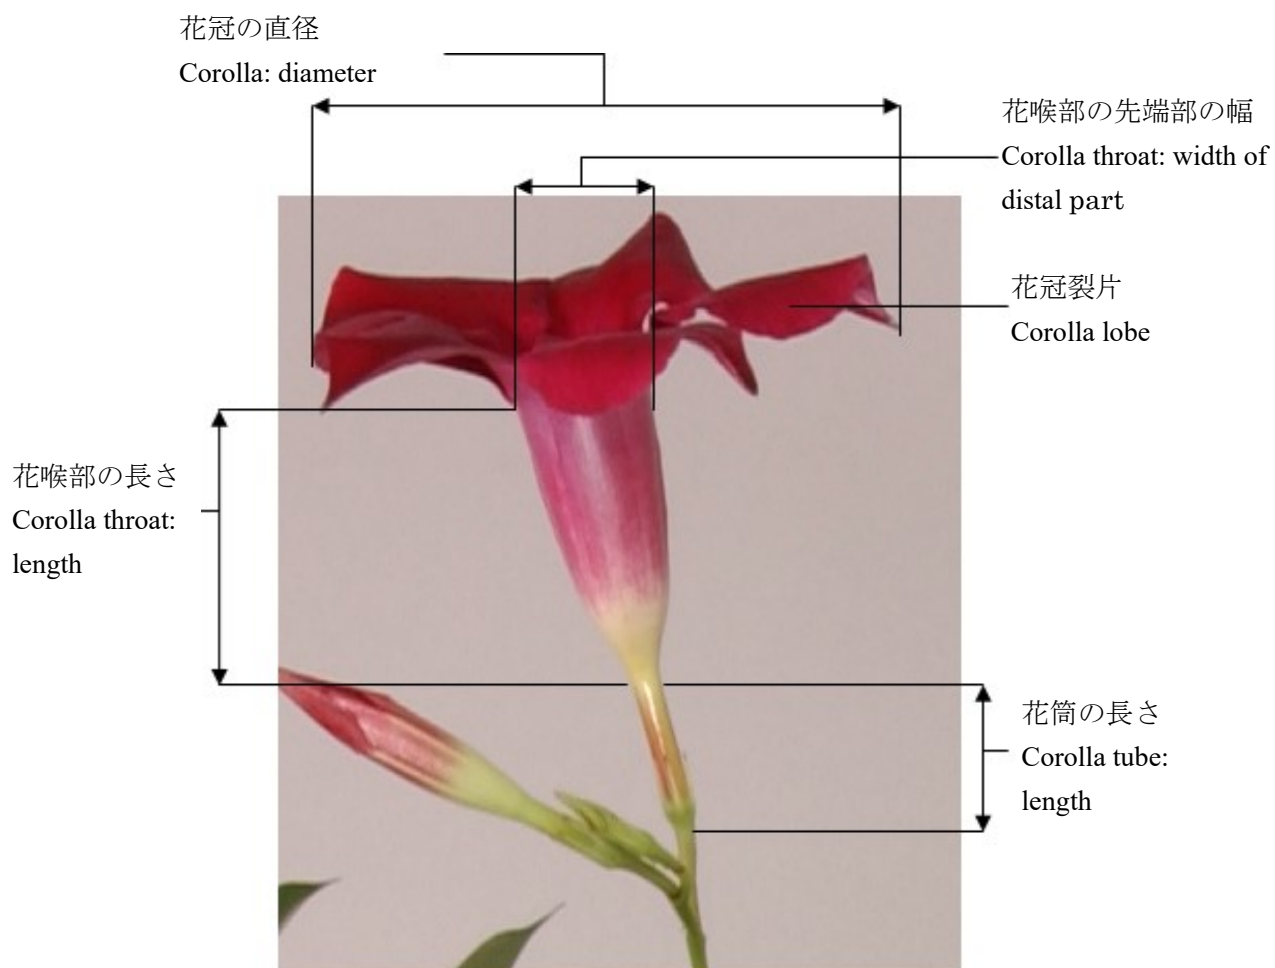 花冠の直径
Corolla: diameter
花喉部の先端部の幅
Corolla throat: width of
distal part
花冠裂片
Corolla lobe
花喉部の長さ
Corolla throat:
length
花筒の長さ
Corolla tube:
length